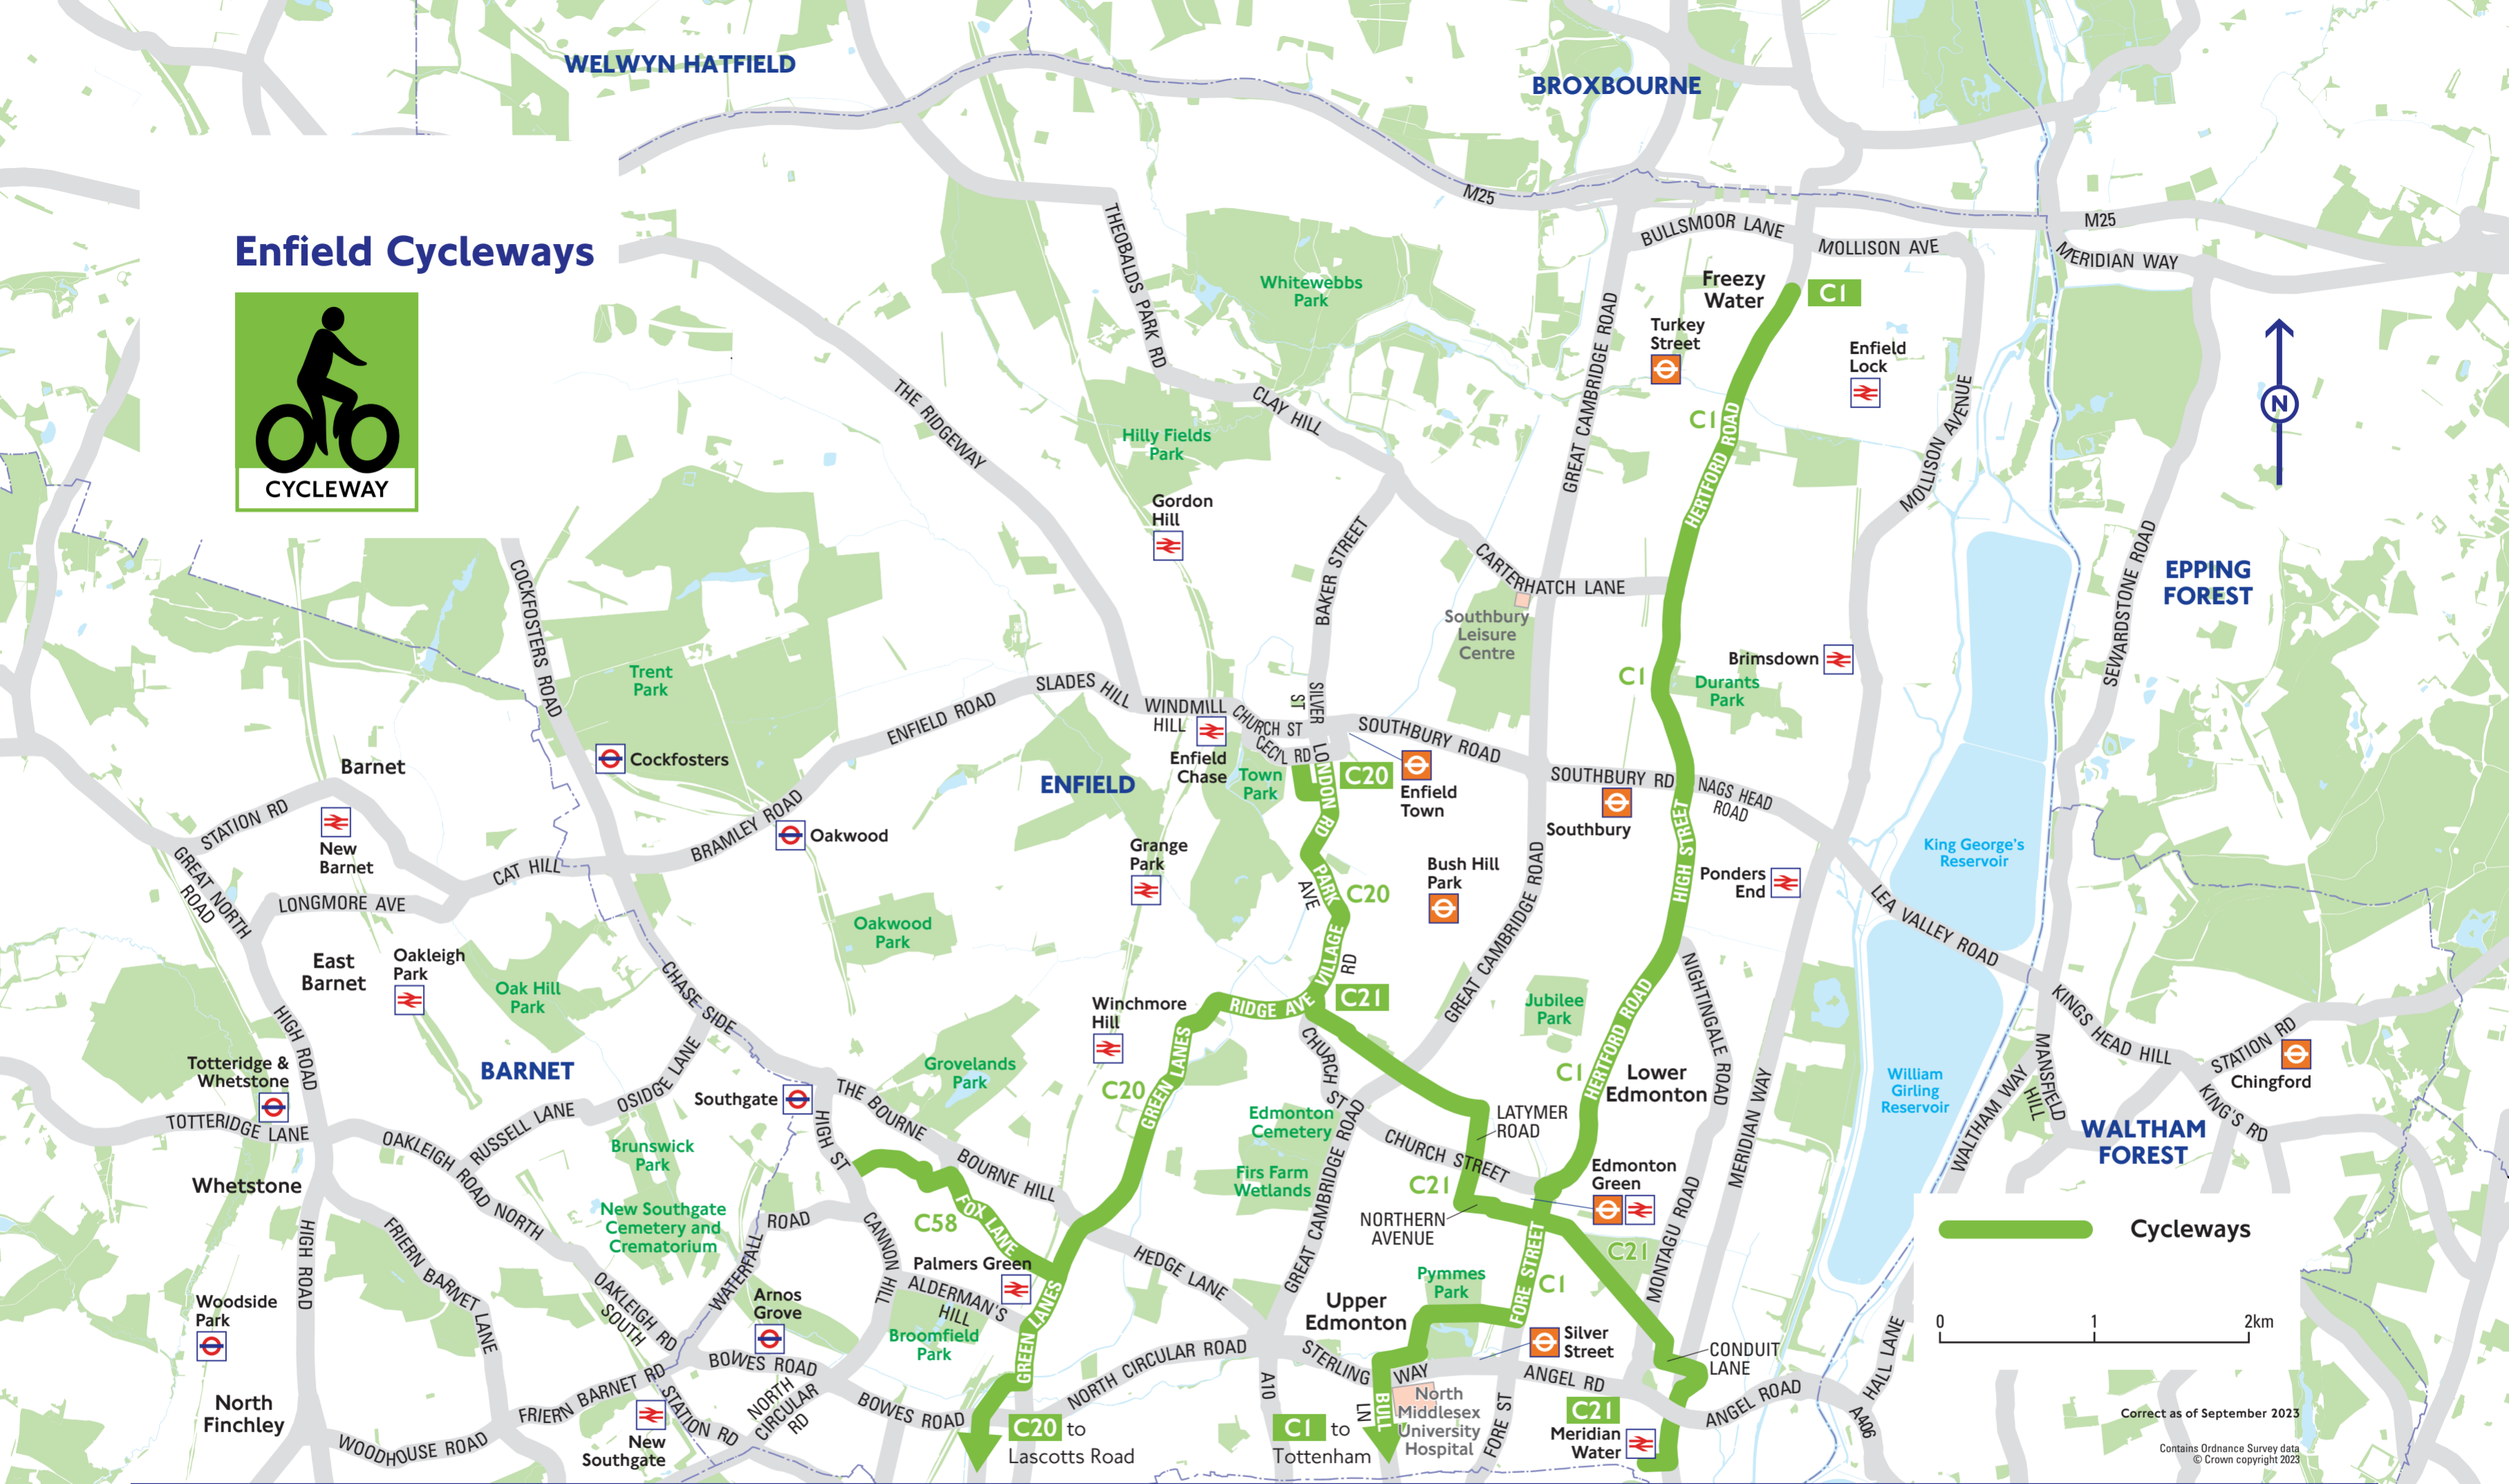 WELWYN HATFIELD
BROXBOURNE
M25
M25
BULLSMOOR LANE
MOLLISON AVE
MERIDIAN WAY
THEOBALDS PARK RD
Enfield Cycleways
CYCLEWAY
Whitewebbs
Park
Freezy
Water
C1
Turkey
Street
Enfield
Lock
GREAT CAMBRIDGE ROAD
N
THE RIDGEWAY
CLAY HILL
C1
HERTFORD ROAD
MOLLISON AVENUE
Hilly Fields
Park
Gordon
Hill
BAKER STREET
CARTERHATCH LANE
Southbury
Leisure
Centre
SEWARDSTONE ROAD
EPPING
FOREST
COCKFOSTERS ROAD
Trent
Park
Brimsdown
C1
Durants
Park
ENFIELD ROAD
SLADES HILL
WINDMILL
HILL
CHURCH ST
CECIL RD
SILVER
ST
SOUTHBURY ROAD
Enfield
Chase
Town
Park
LONDON RD
C20
Enfield
Town
SOUTHBURY RD
NAGS HEAD
ROAD
Southbury
Cockfosters
Barnet
ENFIELD
STATION RD
New
Barnet
BRAMLEY ROAD
Oakwood
CAT HILL
GREAT NORTH
ROAD
LONGMORE AVE
Grange
Park
PARK
AVE
C20
Bush Hill
Park
GREAT CAMBRIDGE ROAD
HIGH STREET
Ponders
End
King George's
Reservoir
LEA VALLEY ROAD
Oakwood
Park
East
Barnet
Oakleigh
Park
Oak Hill
Park
CHASE SIDE
VILLAGE
RD
C21
RIDGE AVE
Winchmore
Hill
GREEN LANES
C20
GREAT CAMBRIDGE ROAD
Jubilee
Park
HERTFORD ROAD
C1
NIGHTINGALE ROAD
KINGS HEAD HILL
STATION RD
Chingford
HIGH ROAD
Totteridge &
Whetstone
BARNET
OSIDGE LANE
Southgate
Grovelands
Park
CHURCH ST
Lower
Edmonton
MERIDIAN WAY
William
Girling
Reservoir
WALTHAM WAY
MANSFIELD
HILL
KING'S RD
WALTHAM
FOREST
TOTTERIDGE LANE
OAKLEIGH ROAD NORTH
RUSSELL LANE
HIGH ST
THE BOURNE
BOURNE HILL
Edmonton
Cemetery
LATYMER
ROAD
CHURCH STREET
Brunswick
Park
Whetstone
Firs Farm
Wetlands
GREAT CAMBRIDGE ROAD
C21
Edmonton
Green
NORTHERN
AVENUE
MONTAGU ROAD
New Southgate
Cemetery and
Crematorium
WATERFALL
ROAD
CANNON HILL
C58
FOX LANE
HEDGE LANE
C21
Cycleways
HIGH ROAD
FRIERN BARNET LANE
Palmers Green
ALDERMAN'S
HILL
Pymmes
Park
FORE STREET
C1
Woodside
Park
OAKLEIGH RD
SOUTH
Arnos
Grove
Broomfield
Park
GREEN LANES
Upper
Edmonton
Silver
Street
CONDUIT
LANE
HALL LANE
0
1
2km
BOWES ROAD
NORTH CIRCULAR ROAD
STERLING
WAY
ANGEL RD
ANGEL ROAD
North
Finchley
FRIERN BARNET RD
NORTH
CIRCULAR
RD
BOWES ROAD
A10
BULL
LN
North
Middlesex
University
Hospital
FORE ST
C21
Meridian
Water
A406
Correct as of September 2023
WOODHOUSE ROAD
STATION RD
New
Southgate
C20 to
Lascotts Road
C1 to
Tottenham
Contains Ordnance Survey data
© Crown copyright 2023